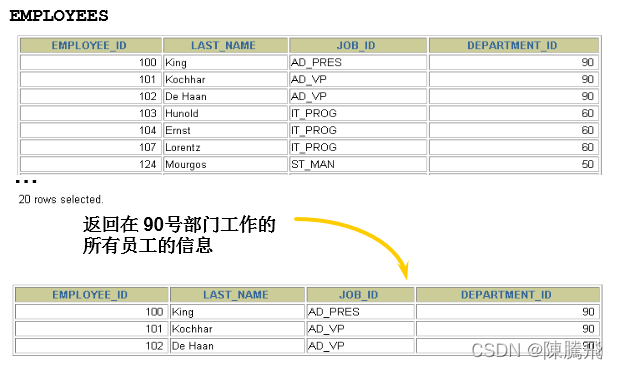 EMPLOYEES
EMPLOYEE_ID LAST_NAME JOB_ID DEPARTMENT_ID
100 King AD_PRES 90
101 Kochhar AD_VP 90
102 De Haan AD_VP 90
103 Hunold IT_PROG 60
104 Ernst IT_PROG 60
107 Lorentz IT_PROG 60
124 Mourgos ST_MAN 50
...
20 rows selected.
返回在 90号部门工作的
所有员工的信息
EMPLOYEE_ID LAST_NAME JOB_ID DEPARTMENT_ID
100 King AD_PRES 90
101 Kochhar AD_VP 90
102 De Haan AD_VP 90
CSDN @陳騰飛